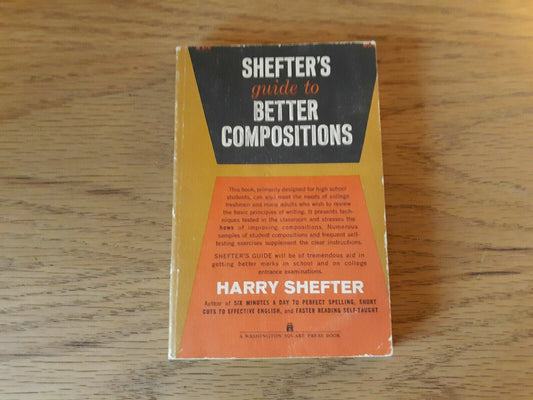 SHEFTER'S
guide to
BETTER
COMPOSITIONS
This book, primarily designed for high school
students, can also meet the needs of college
freshmen and many adults who wish to review
the basic principles of writing. It presents tech-
niques tested in the classroom and stresses the
hows of improving compositions. Numerous
samples of student compositions and frequent self-
testing exercises supplement the clear instructions.
SHEFTER'S GUIDE will be of tremendous aid in
getting better marks in school and on college
entrance examinations.
HARRY SHEFTER
Author of SIX MINUTES A DAY TO PERFECT SPELLING, SHORT
CUTS TO EFFECTIVE ENGLISH, and FASTER READING SELF-TAUGHT
A WASHINGTON SQUARE PRESS BOOK